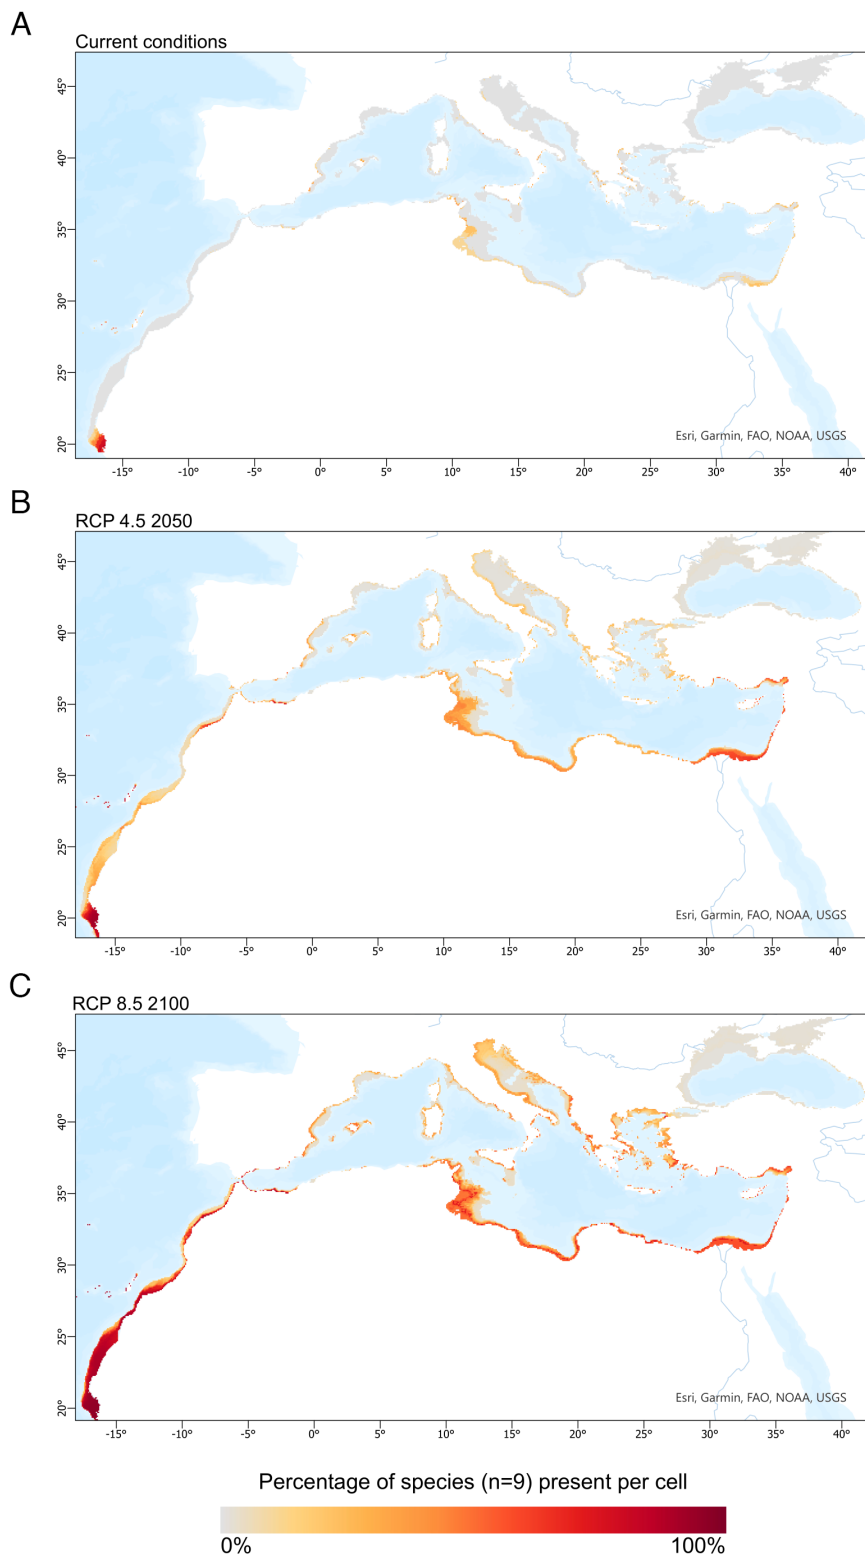 A
Current conditions
45°
40°
35°
30°
25°
20°
Esri, Garmin, FAO, NOAA, USGS
-15° -10° -5° 0° 5° 10° 15° 20° 25° 30° 35° 40°
B
RCP 4.5 2050
45°
40°
35°
30°
25°
20°
Esri, Garmin, FAO, NOAA, USGS
-15° -10° -5° 0° 5° 10° 15° 20° 25° 30° 35° 40°
C
RCP 8.5 2100
45°
40°
35°
30°
25°
20°
Esri, Garmin, FAO, NOAA, USGS
-15° -10° -5° 0° 5° 10° 15° 20° 25° 30° 35° 40°
Percentage of species (n=9) present per cell
0% 100%